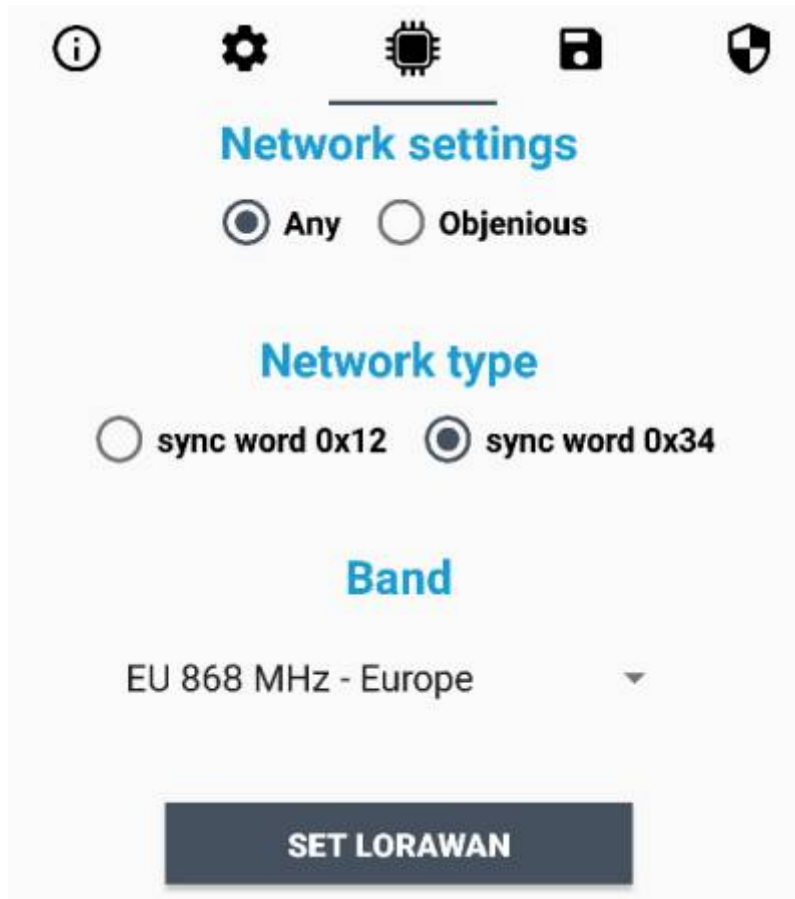 Network settings
Any Objenious
Network type
sync word 0x12 sync word 0x34
Band
EU 868 MHz - Europe
SET LORAWAN